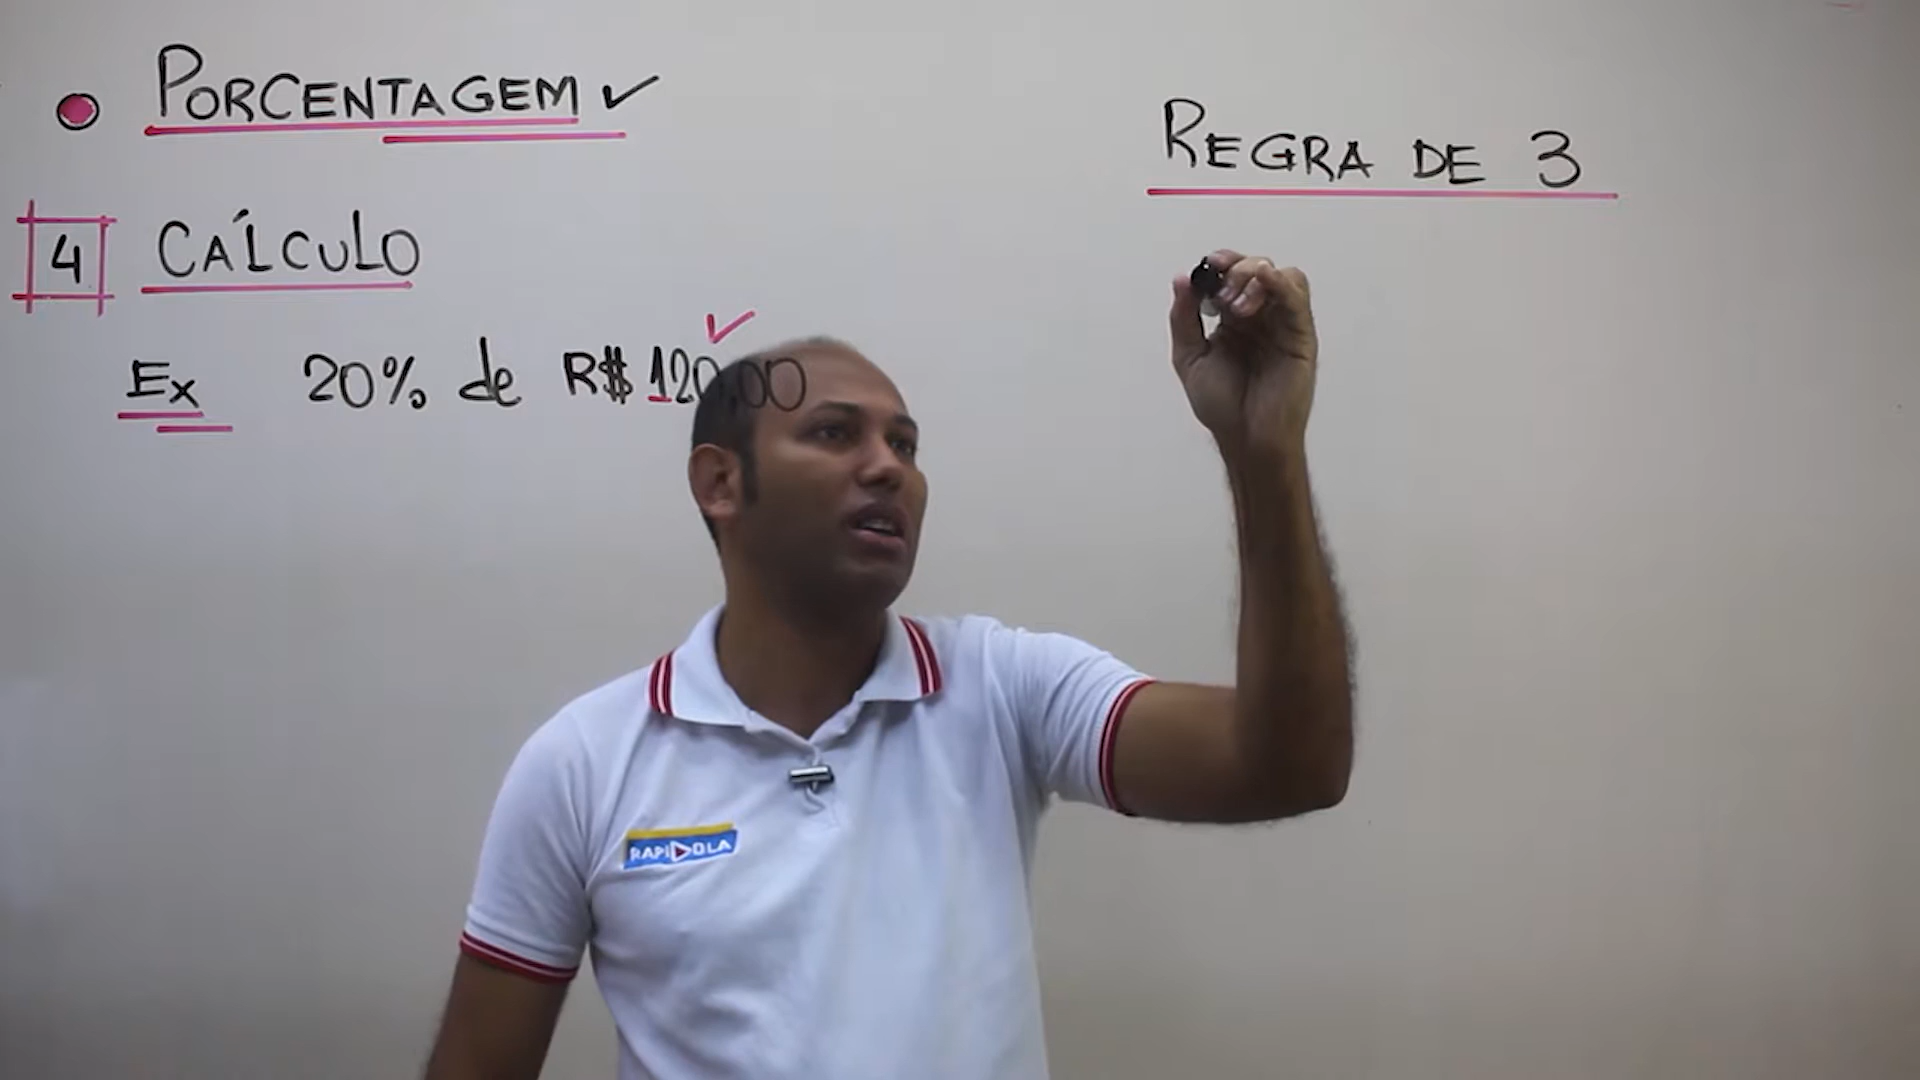 PORCENTAGEM ✓
REGRA DE 3
4 CÁLCULO
Ex 20% de R$ 120,00
RAPIDOLA